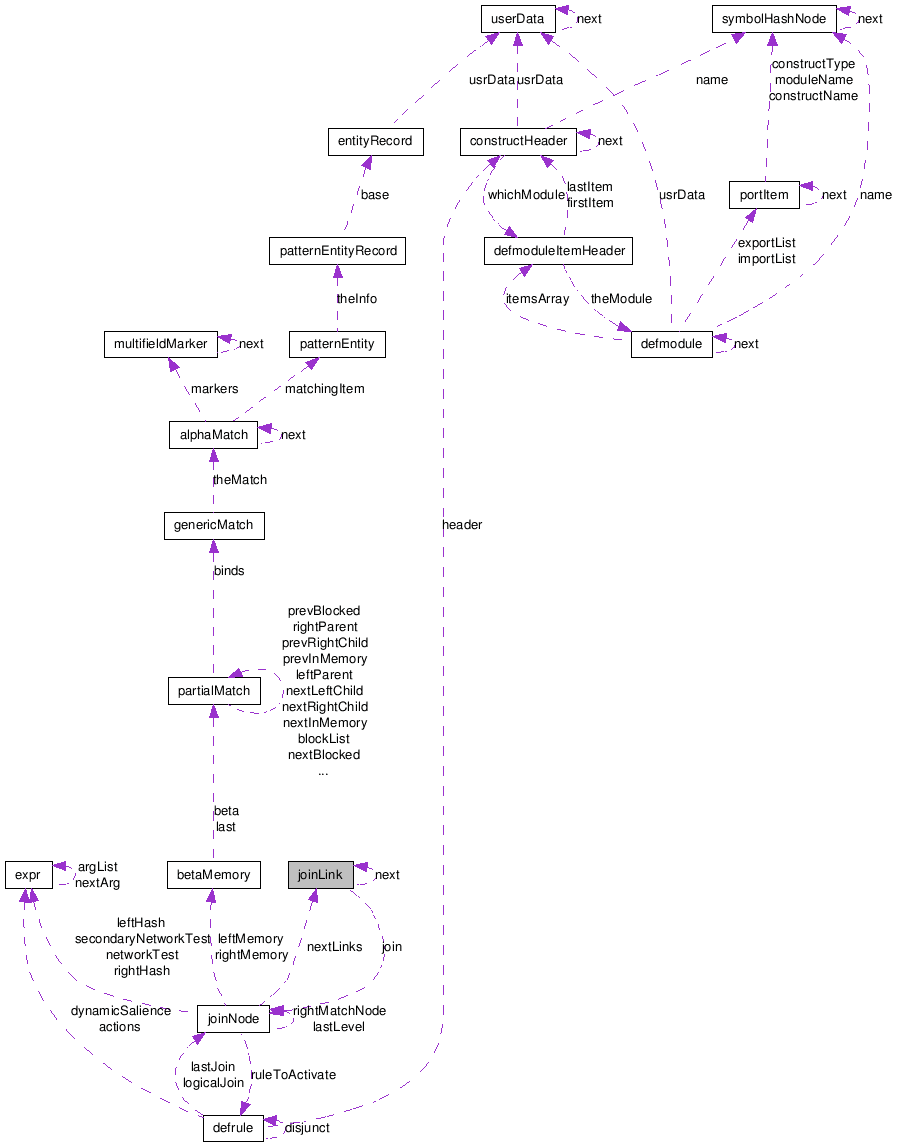 userData
next
symbolHashNode
next
usrData
usrData
name
constructType
moduleName
constructName
entityRecord
constructHeader
next
base
whichModule
lastItem
firstItem
usrData
portItem
next
name
patternEntityRecord
defmoduleItemHeader
exportList
importList
theInfo
itemsArray
theModule
multifieldMarker
next
patternEntity
defmodule
next
markers
matchingItem
alphaMatch
next
theMatch
genericMatch
header
binds
prevBlocked
rightParent
prevRightChild
prevInMemory
leftParent
nextLeftChild
nextRightChild
nextInMemory
blockList
nextBlocked
...
partialMatch
beta
last
expr
argList
nextArg
betaMemory
joinLink
next
leftHash
secondaryNetworkTest
networkTest
rightHash
leftMemory
rightMemory
nextLinks
join
dynamicSalience
actions
joinNode
rightMatchNode
lastLevel
lastJoin
logicalJoin
ruleToActivate
defrule
disjunct